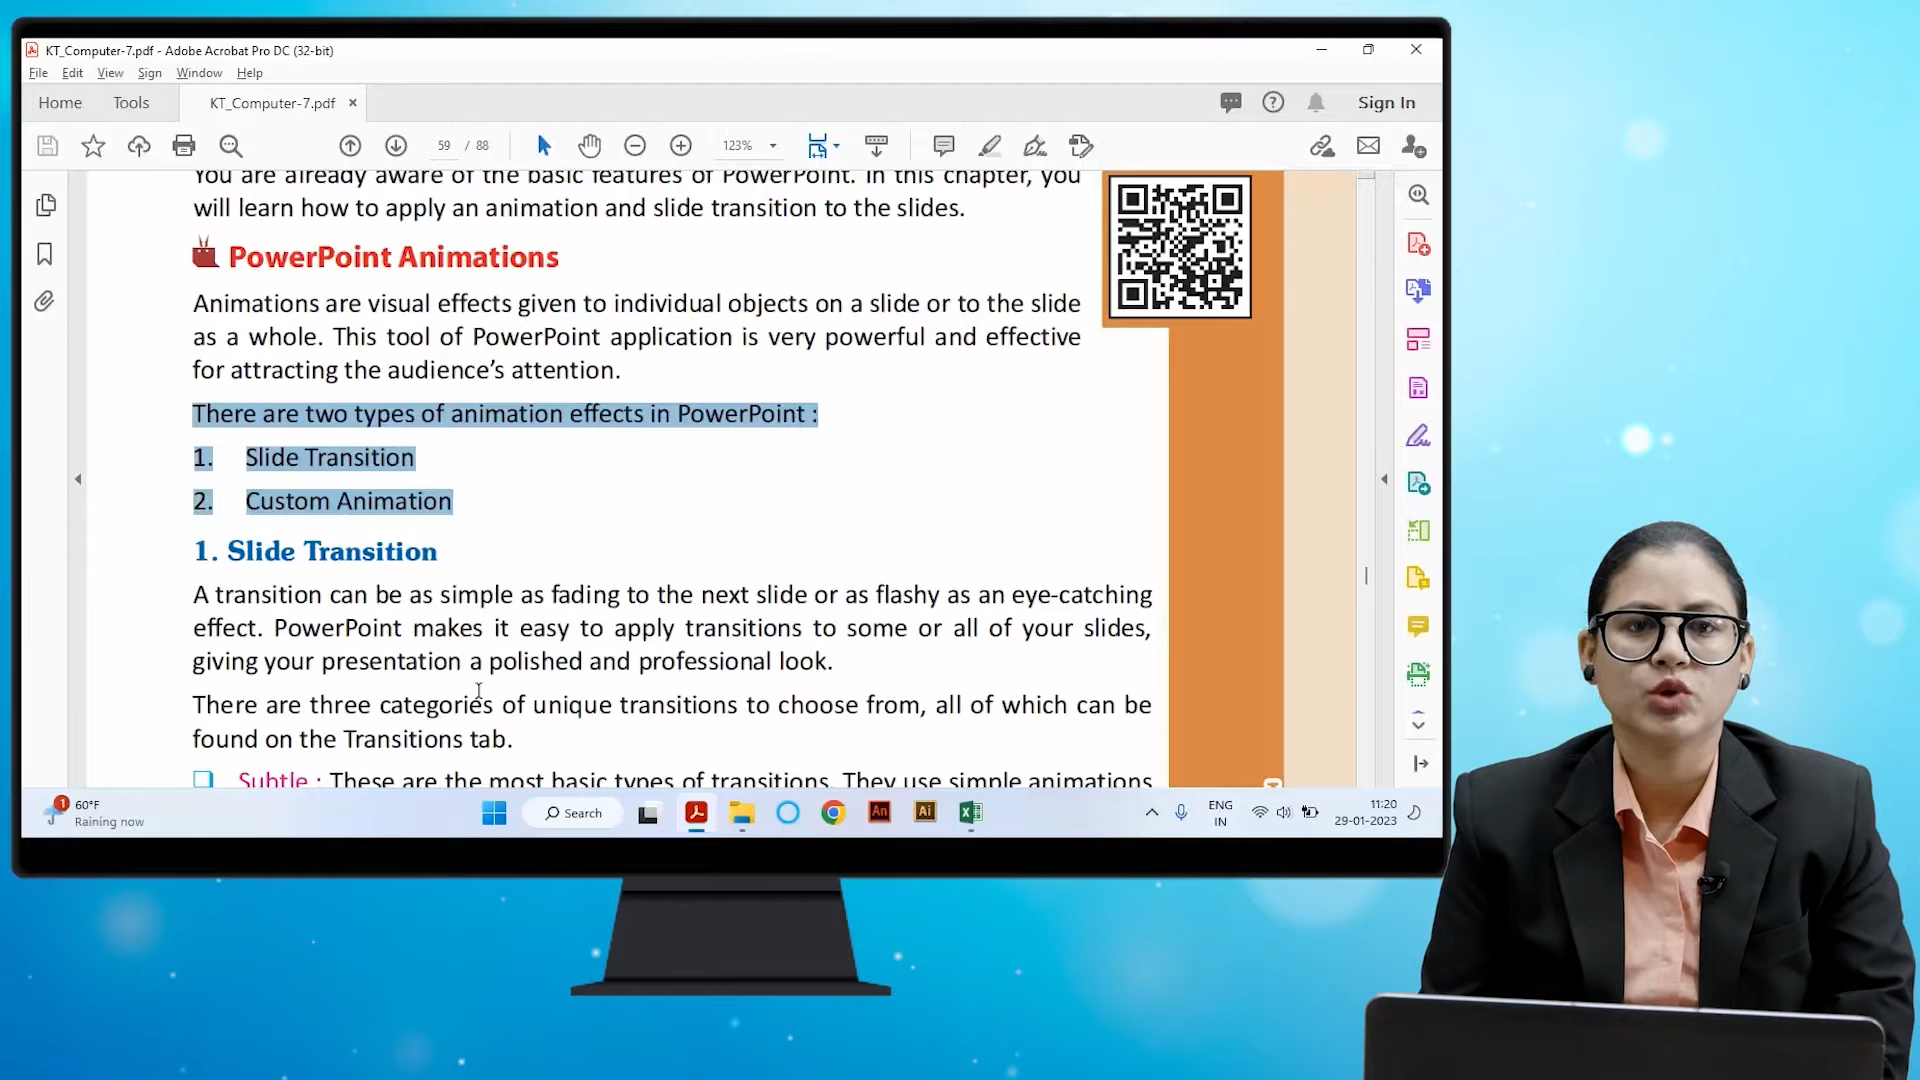 KT_Computer-7.pdf - Adobe Acrobat Pro DC (32-bit)
File Edit View Sign Window Help
Home Tools KT_Computer-7.pdf × Sign In
59 / 88 123%
You are already aware of the basic features of PowerPoint. In this chapter, you
will learn how to apply an animation and slide transition to the slides.
PowerPoint Animations
Animations are visual effects given to individual objects on a slide or to the slide
as a whole. This tool of PowerPoint application is very powerful and effective
for attracting the audience's attention.
There are two types of animation effects in PowerPoint :
1. Slide Transition
2. Custom Animation
1. Slide Transition
A transition can be as simple as fading to the next slide or as flashy as an eye-catching
effect. PowerPoint makes it easy to apply transitions to some or all of your slides,
giving your presentation a polished and professional look.
There are three categories of unique transitions to choose from, all of which can be
found on the Transitions tab.
Subtle : These are the most basic types of transitions. They use simple animations
1 60°F
Raining now
Search
An
Ai
ENG
IN
11:20
29-01-2023